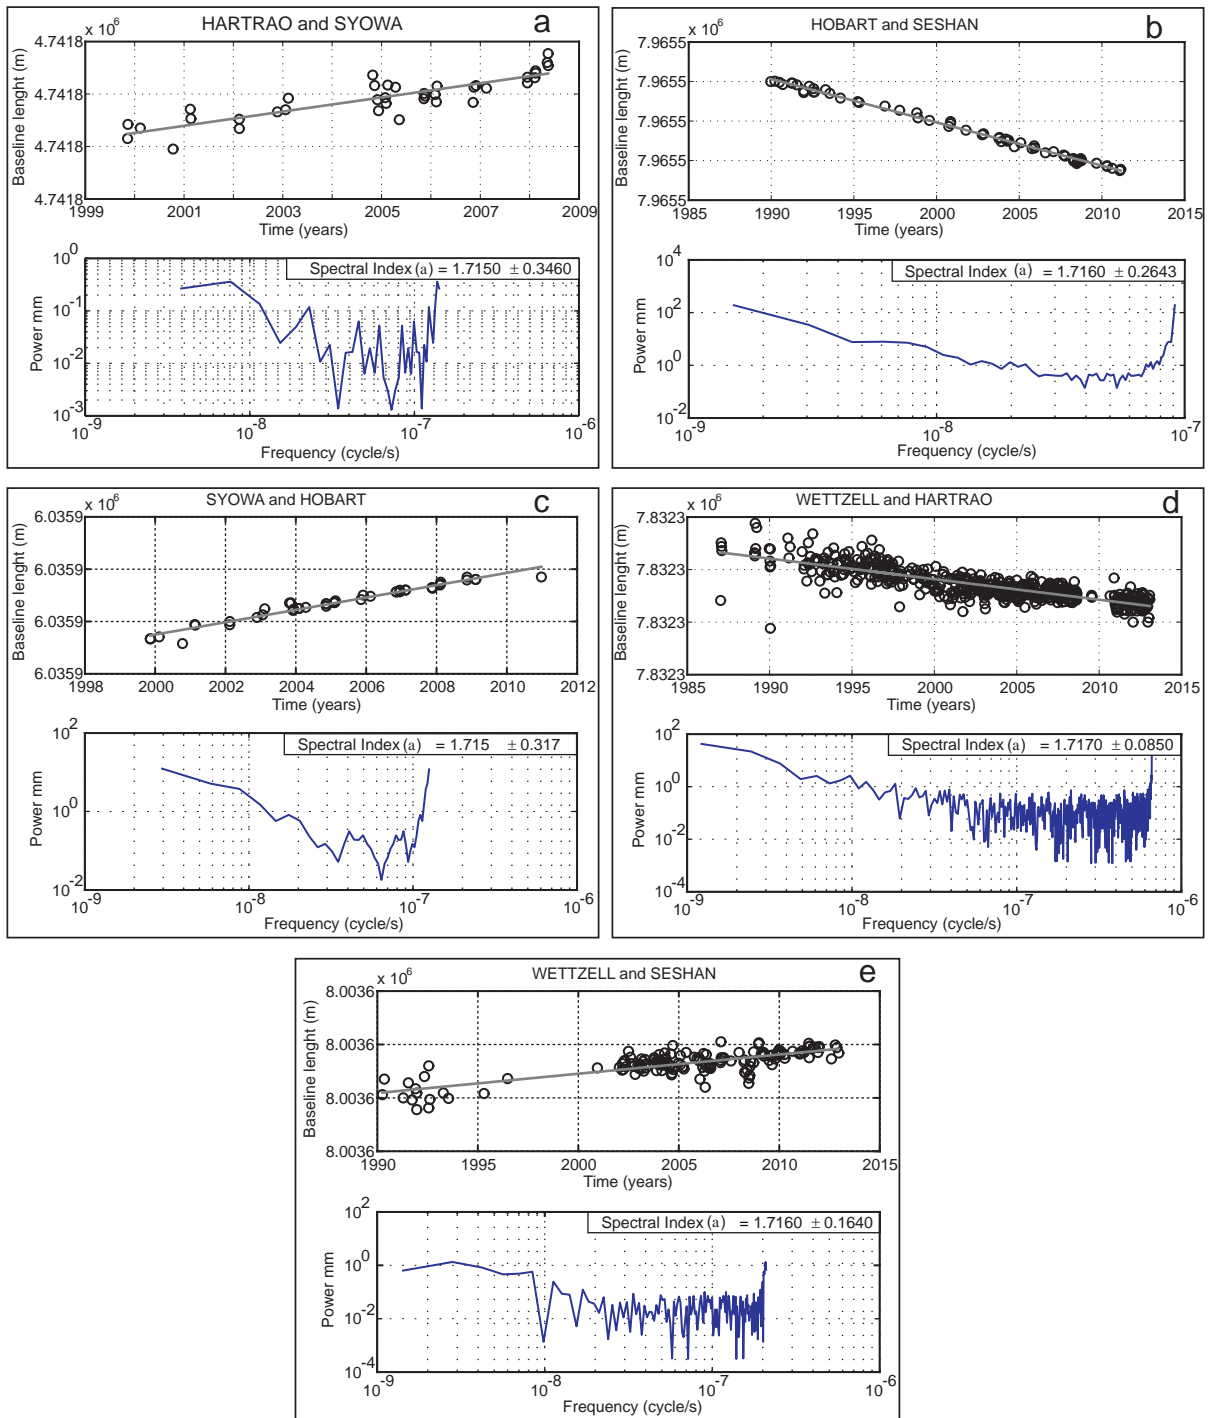 HARTRAO and SYOWA
a
x 10^6
4.7418
4.7418
4.7418
4.7418
Baseline lenght (m)
1999 2001 2003 2005 2007 2009
Time (years)
Spectral Index (a) = 1.7150 ± 0.3460
10^0
10^-1
10^-2
10^-3
Power mm
10^-9 10^-8 10^-7 10^-6
Frequency (cycle/s)
HOBART and SESHAN
b
x 10^6
7.9655
7.9655
7.9655
7.9655
7.9655
Baseline lenght (m)
1985 1990 1995 2000 2005 2010 2015
Time (years)
Spectral Index (a) = 1.7160 ± 0.2643
10^4
10^2
10^0
10^-2
Power mm
10^-9 10^-8 10^-7
Frequency (cycle/s)
SYOWA and HOBART
c
x 10^6
6.0359
6.0359
6.0359
6.0359
Baseline lenght (m)
1998 2000 2002 2004 2006 2008 2010 2012
Time (years)
Spectral Index (a) = 1.715 ± 0.317
10^2
10^0
10^-2
Power mm
10^-9 10^-8 10^-7 10^-6
Frequency (cycle/s)
WETTZELL and HARTRAO
d
x 10^6
7.8323
7.8323
7.8323
7.8323
Baseline lenght (m)
1985 1990 1995 2000 2005 2010 2015
Time (years)
Spectral Index (a) = 1.7170 ± 0.0850
10^2
10^0
10^-2
10^-4
Power mm
10^-9 10^-8 10^-7 10^-6
Frequency (cycle/s)
WETTZELL and SESHAN
e
x 10^6
8.0036
8.0036
8.0036
8.0036
Baseline lenght (m)
1990 1995 2000 2005 2010 2015
Time (years)
Spectral Index (a) = 1.7160 ± 0.1640
10^2
10^0
10^-2
10^-4
Power mm
10^-9 10^-8 10^-7 10^-6
Frequency (cycle/s)